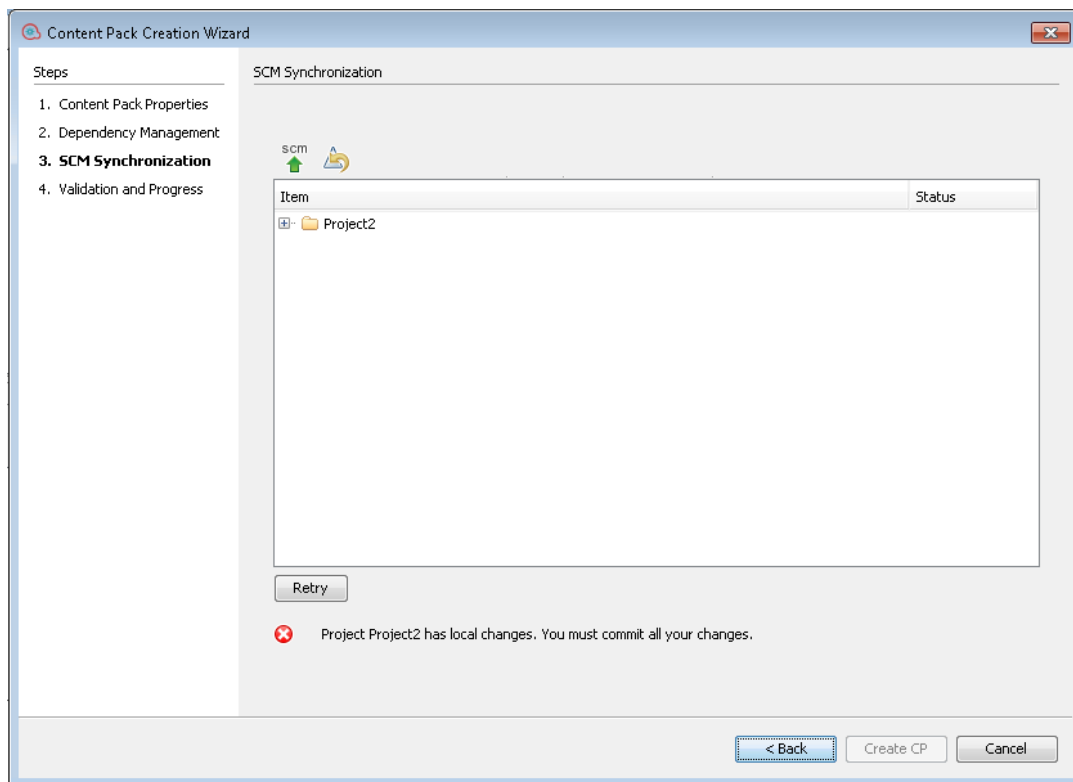 Content Pack Creation Wizard
Steps
1. Content Pack Properties
2. Dependency Management
3. SCM Synchronization
4. Validation and Progress
SCM Synchronization
scm
Item Status
Project2
Retry
Project Project2 has local changes. You must commit all your changes.
< Back Create CP Cancel